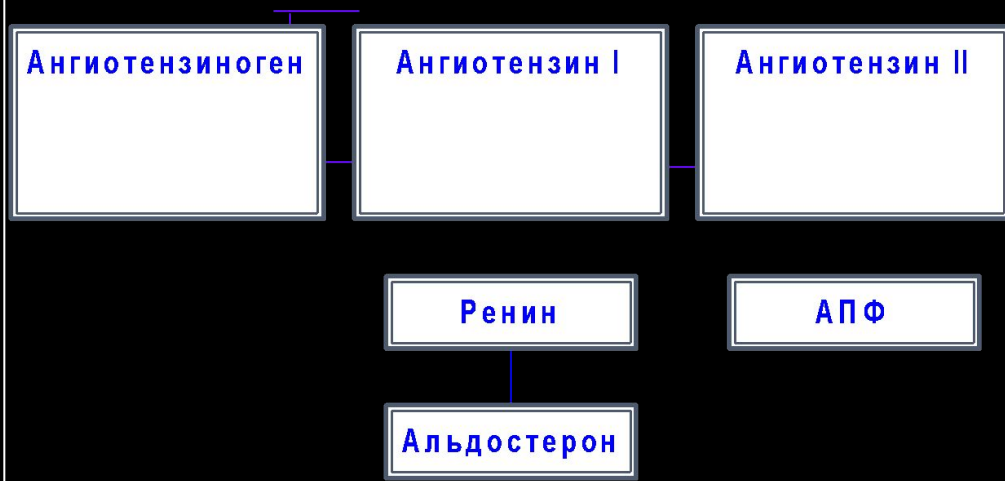 Ангиотензиноген
Ангиотензин I
Ангиотензин II
Ренин
АПФ
Альдостерон